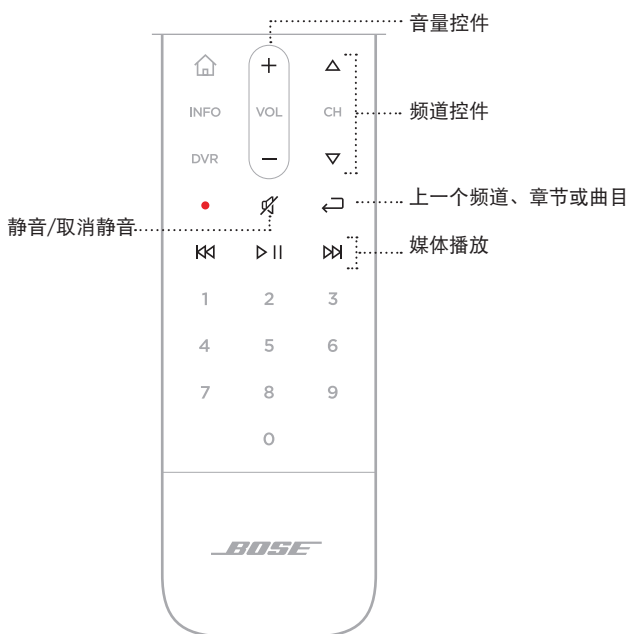 音量控件
INFO VOL CH
频道控件
DVR
上一个频道、章节或曲目
静音/取消静音
媒体播放
1 2 3
4 5 6
7 8 9
0
BOSE